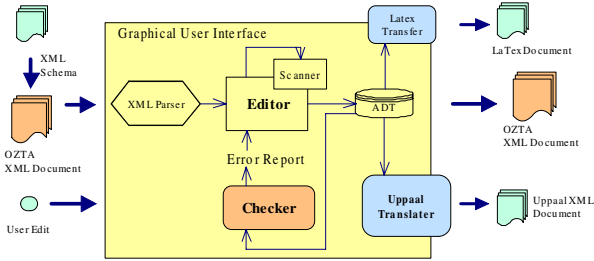 Graphical User Interface
Latex
Transfer
LaTex Document
XML
Schema
Scanner
XML Parser
Editor
ADT
OZTA
XML Document
OZTA
XML Document
Error Report
Checker
Uppaal
Translater
User Edit
Uppaal XML
Document